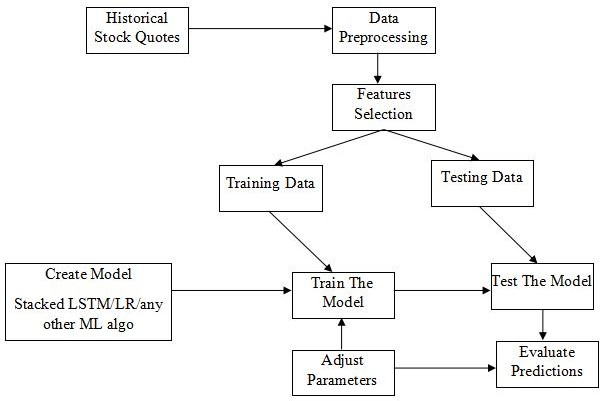 Historical
Stock Quotes
Data
Preprocessing
Features
Selection
Training Data
Testing Data
Create Model
Stacked LSTM/LR/any
other ML algo
Train The
Model
Test The Model
Adjust
Parameters
Evaluate
Predictions